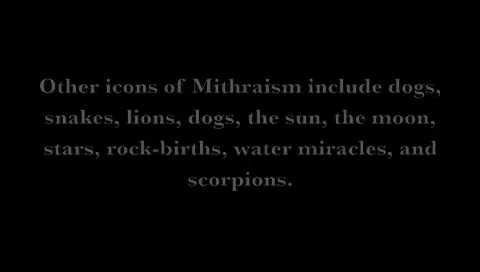 Other icons of Mithraism include dogs,
snakes, lions, dogs, the sun, the moon,
stars, rock-births, water miracles, and
scorpions.